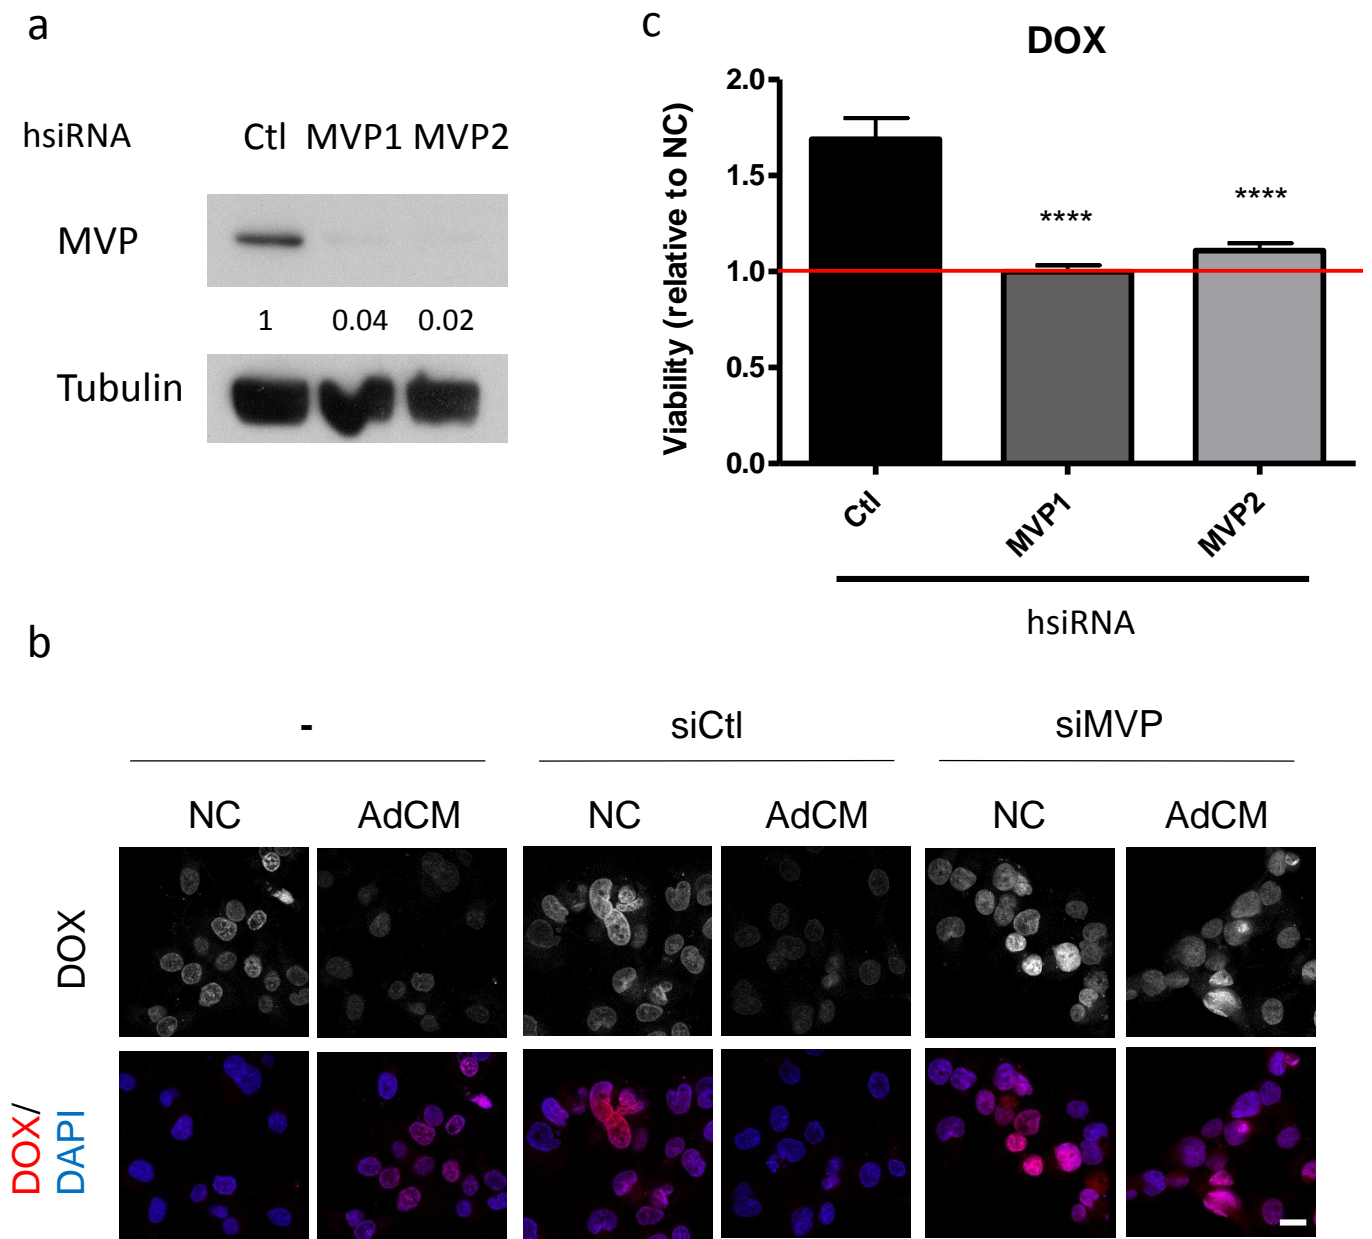 a
hsiRNA Ctl MVP1 MVP2
MVP
1 0.04 0.02
Tubulin
c
DOX
Viability (relative to NC)
2.0
1.5
1.0
0.5
0.0
****
****
Ctl
MVP1
MVP2
hsiRNA
b
- siCtl siMVP
NC AdCM NC AdCM NC AdCM
DOX
DOX/
DAPI